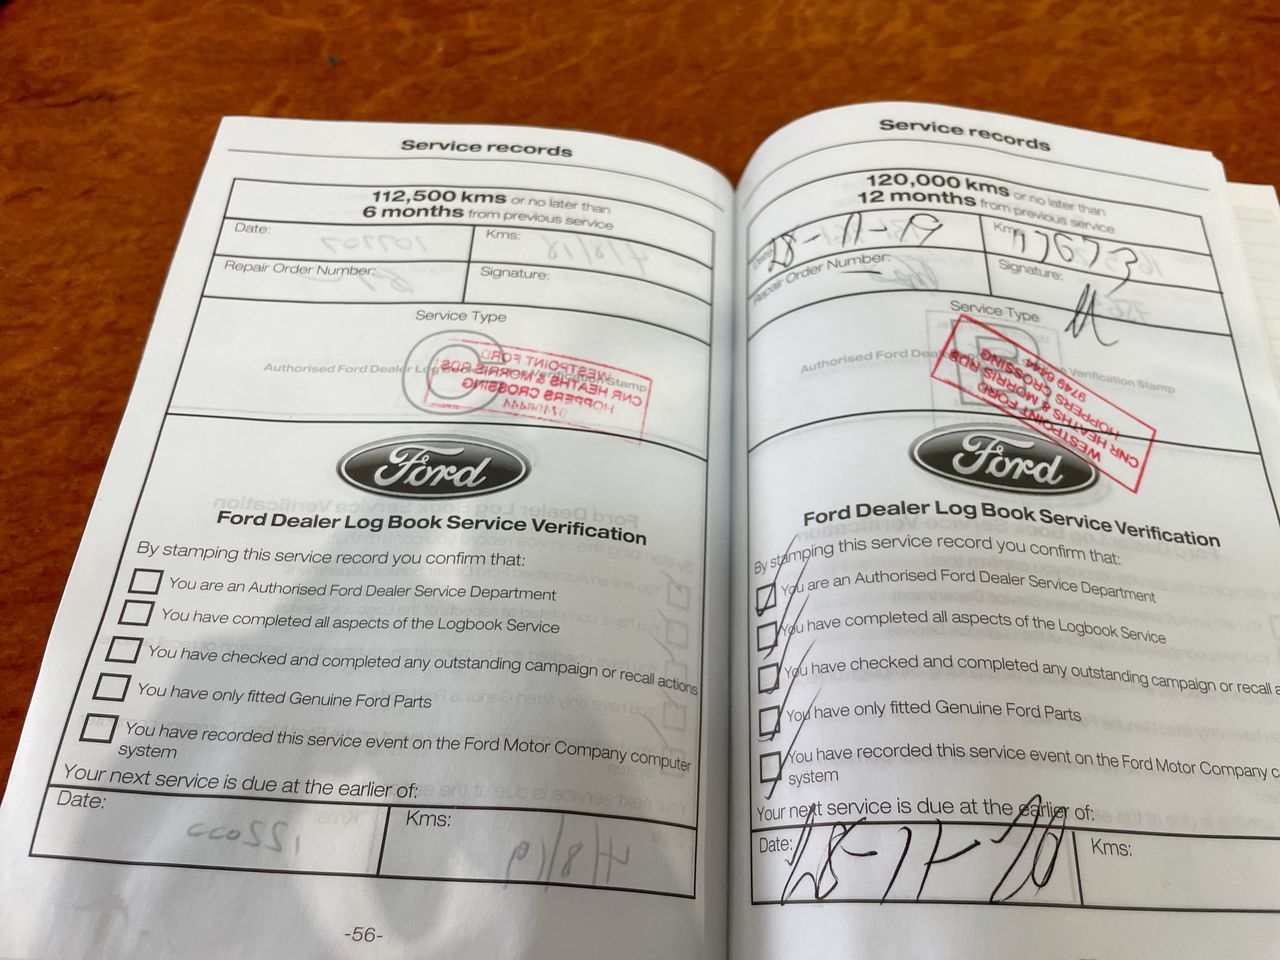 Service records
112,500 kms or no later than
6 months from previous service
Date:
Kms:
Repair Order Number:
Signature:
Service Type
C
Authorised Ford Dealer Log Book Service Verification Stamp
WESTPOINT FORD
CNR HEATHS & MORRIS RDS
HOPPERS CROSSING
Ford
Ford Dealer Log Book Service Verification
By stamping this service record you confirm that:
You are an Authorised Ford Dealer Service Department
You have completed all aspects of the Logbook Service
You have checked and completed any outstanding campaign or recall actions
You have only fitted Genuine Ford Parts
You have recorded this service event on the Ford Motor Company computer
system
Your next service is due at the earlier of:
Date:
Kms:
-56-
Service records
120,000 kms or no later than
12 months from previous service
Date: 28-11-19
Kms:
Repair Order Number:
Signature:
Service Type
B
Authorised Ford Dea Verification Stamp
WESTPOINT FORD
CNR HEATHS & MORRIS RDS
HOPPERS CROSSING
9749 6244
Ford
Ford Dealer Log Book Service Verification
By stamping this service record you confirm that:
You are an Authorised Ford Dealer Service Department
You have completed all aspects of the Logbook Service
You have checked and completed any outstanding campaign or recall a
You have only fitted Genuine Ford Parts
You have recorded this service event on the Ford Motor Company c
system
Your next service is due at the earlier of:
Date: 28-11-20
Kms: